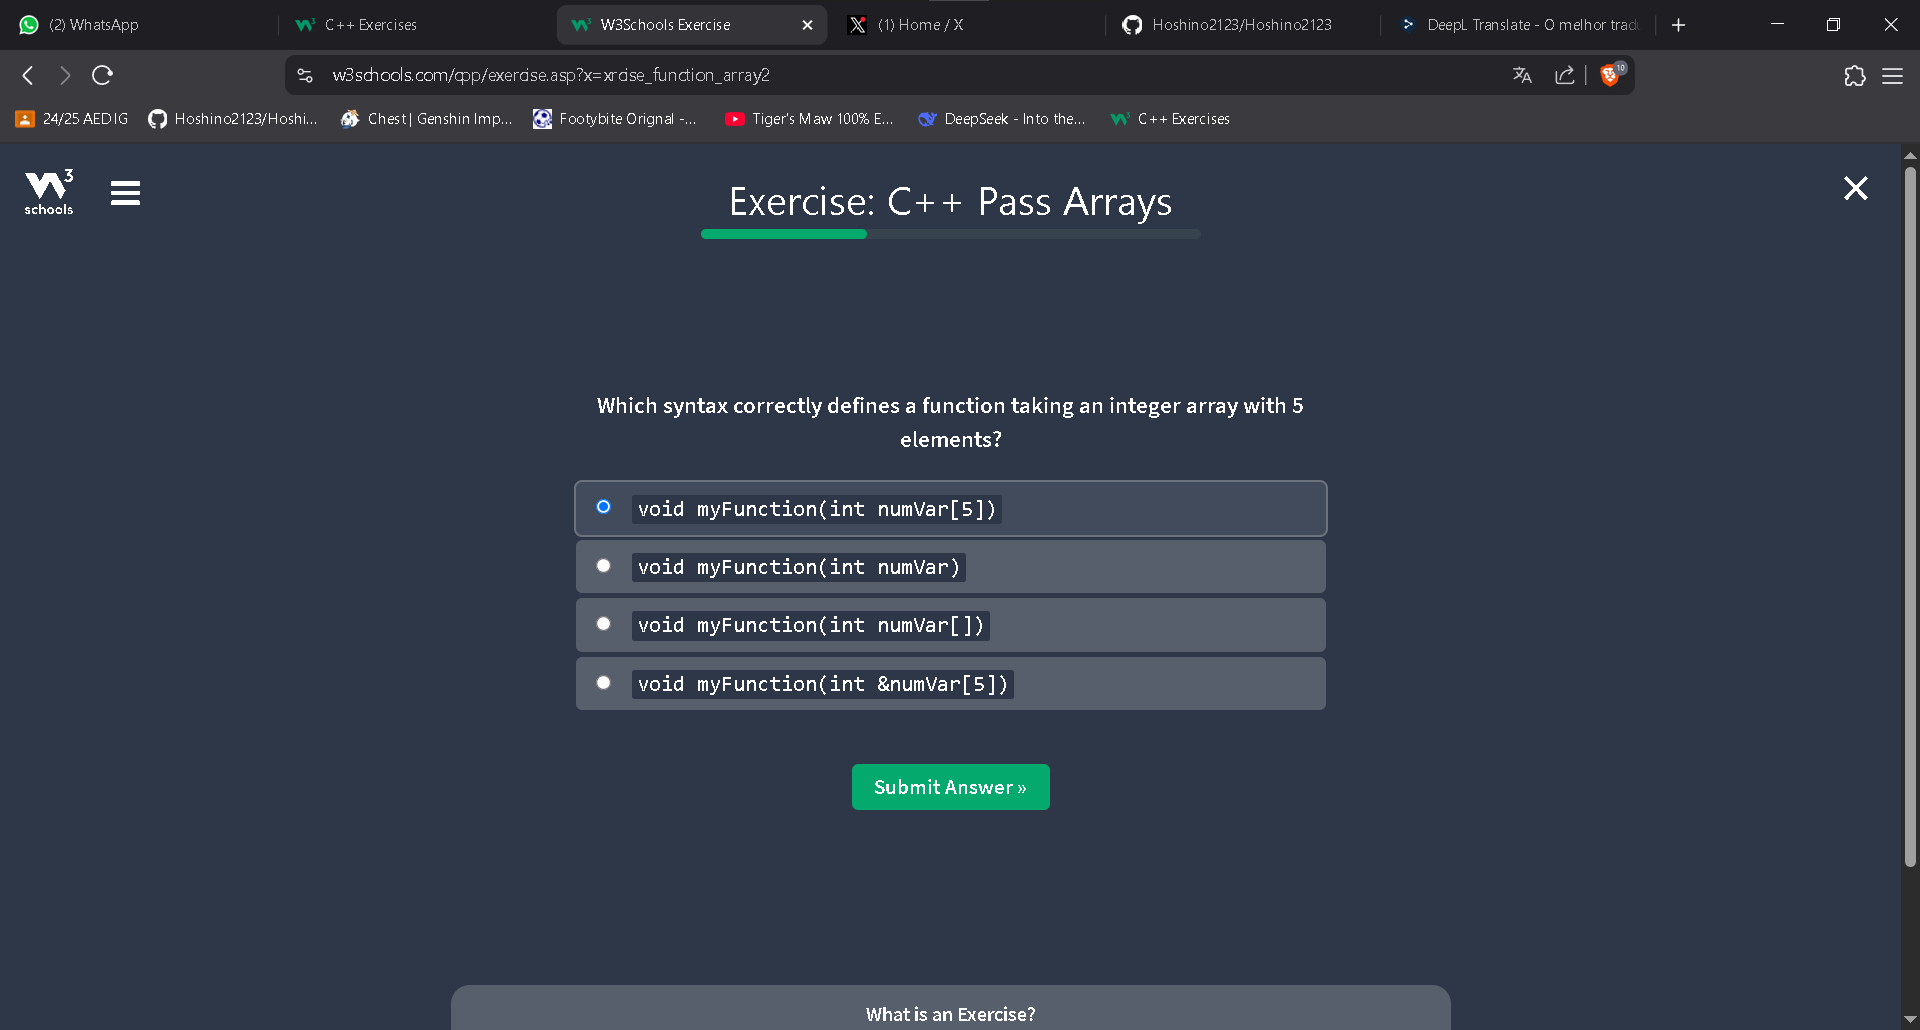 (2) WhatsApp
C++ Exercises
W3Schools Exercise
(1) Home / X
Hoshino2123/Hoshino2123
DeepL Translate - O melhor trad
w3schools.com/cpp/exercise.asp?x=xrcise_function_array2
10
24/25 AEDIG
Hoshino2123/Hoshi...
Chest | Genshin Imp...
Footybite Orignal -...
Tiger's Maw 100% E...
DeepSeek - Into the...
C++ Exercises
3
schools
Exercise: C++ Pass Arrays
Which syntax correctly defines a function taking an integer array with 5
elements?
void myFunction(int numVar[5])
void myFunction(int numVar)
void myFunction(int numVar[])
void myFunction(int &numVar[5])
Submit Answer »
What is an Exercise?